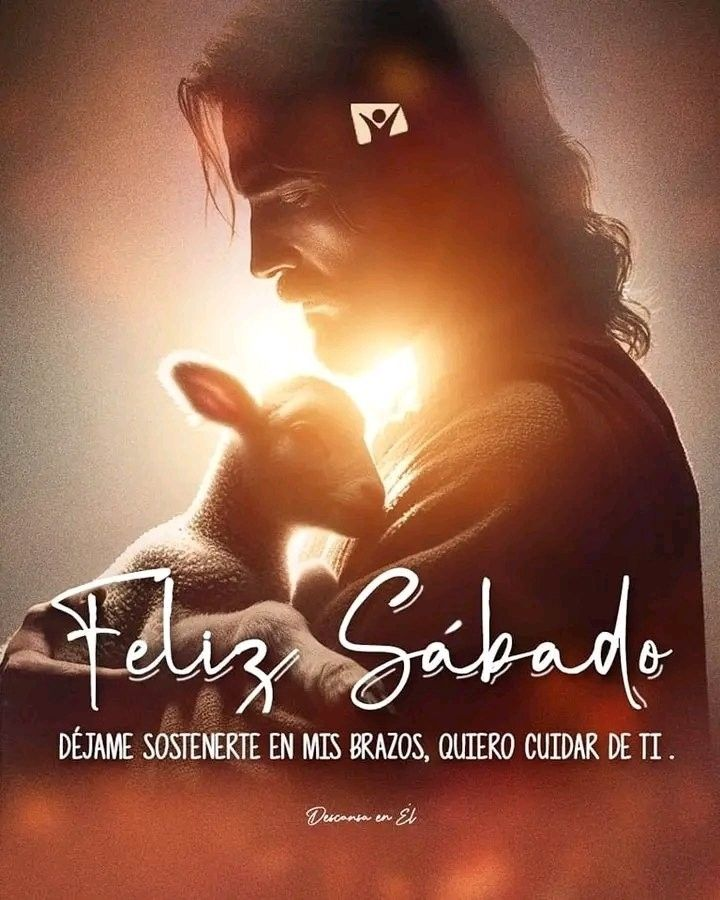 Feliz Sábado
DÉJAME SOSTENERTE EN MIS BRAZOS, QUIERO CUIDAR DE TI .
Descansa en Él